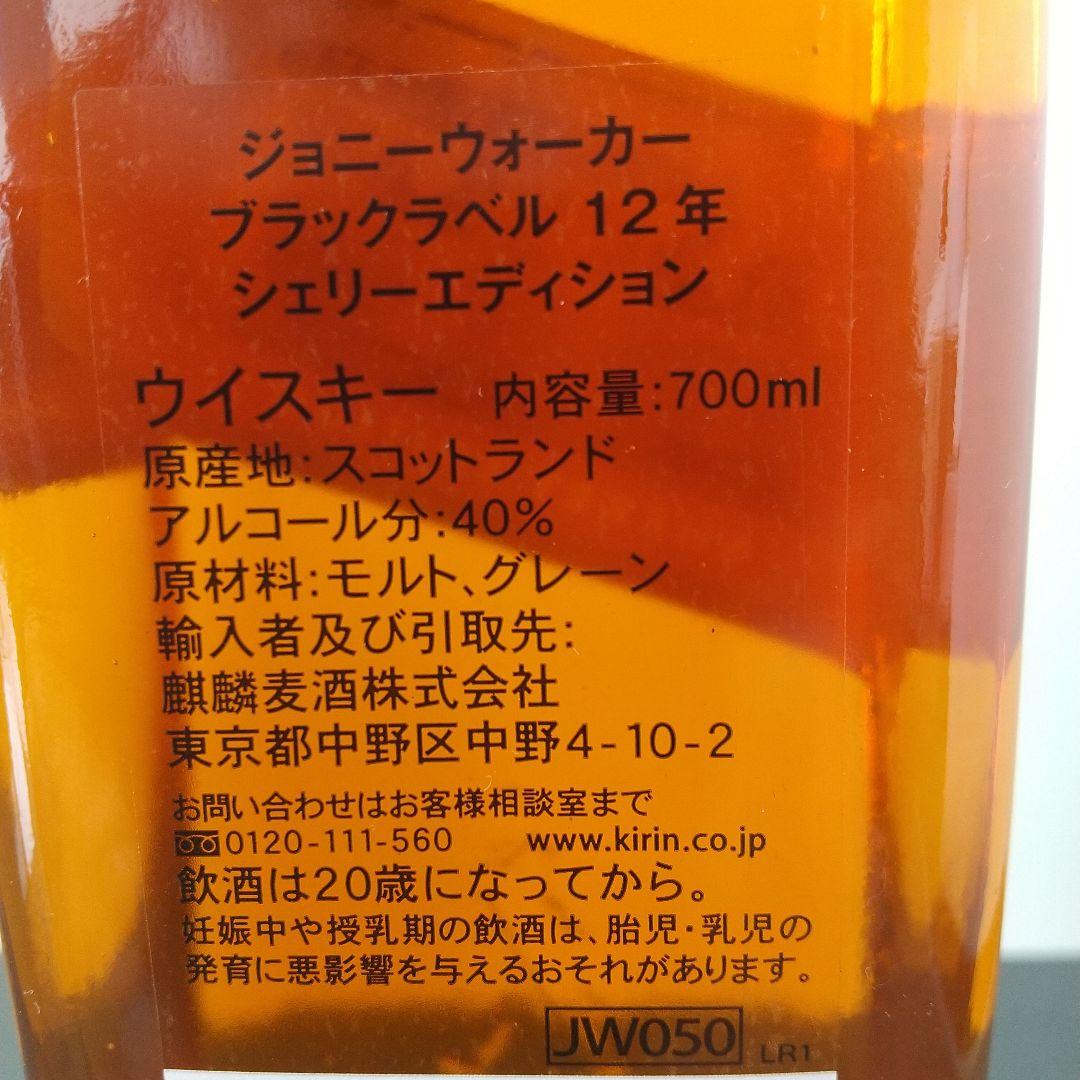 ジョニーウォーカー
ブラックラベル 12年
シェリーエディション
ウイスキー 内容量:700ml
原産地:スコットランド
アルコール分:40%
原材料:モルト、グレーン
輸入者及び引取先:
麒麟麦酒株式会社
東京都中野区中野4-10-2
お問い合わせはお客様相談室まで
0120-111-560 www.kirin.co.jp
飲酒は20歳になってから。
妊娠中や授乳期の飲酒は、胎児・乳児の
発育に悪影響を与えるおそれがあります。
JW050 LR1